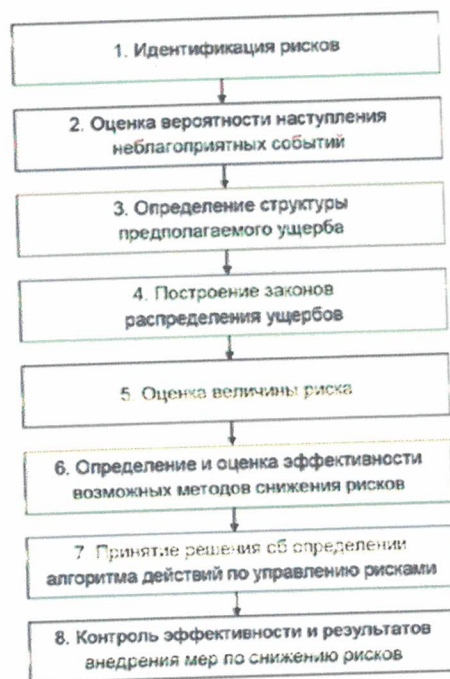 1. Идентификация рисков
2. Оценка вероятности наступления
неблагоприятных событий
3. Определение структуры
предполагаемого ущерба
4. Построение законов
распределения ущербов
5. Оценка величины риска
6. Определение и оценка эффективности
возможных методов снижения рисков
7. Принятие решения об определении
алгоритма действий по управлению рисками
8. Контроль эффективности и результатов
внедрения мер по снижению рисков